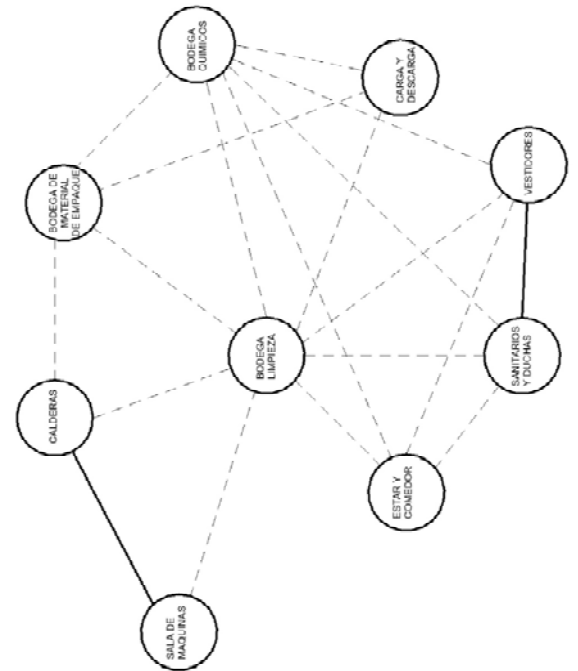 SALA DE
MAQUINAS
CALDERAS
BODEGA DE
MATERIAL
DE EMPAQUE
BODEGA
QUIMICOS
BODEGA
LIMPIEZA
CARGA Y
DESCARGA
ESTAR Y
COMEDOR
SANITARIOS
Y DUCHAS
VESTIDORES